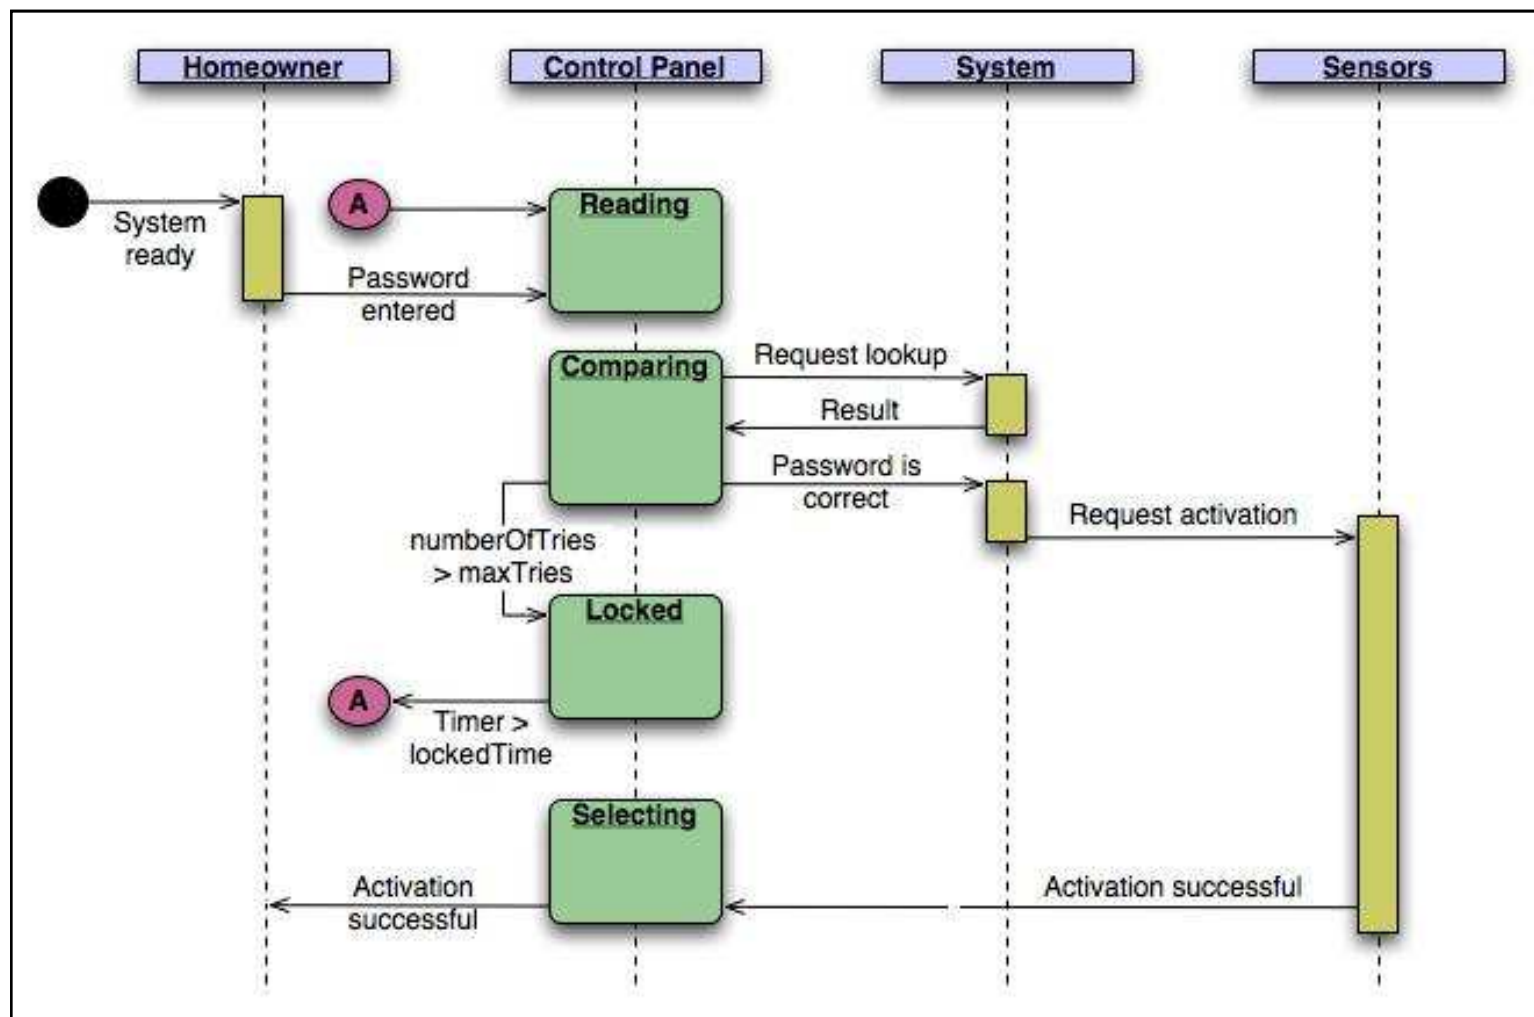 Homeowner
Control Panel
System
Sensors
System
ready
A
Reading
Password
entered
Comparing
Request lookup
Result
Password is
correct
Request activation
numberOfTries
> maxTries
Locked
A
Timer >
lockedTime
Selecting
Activation
successful
Activation successful